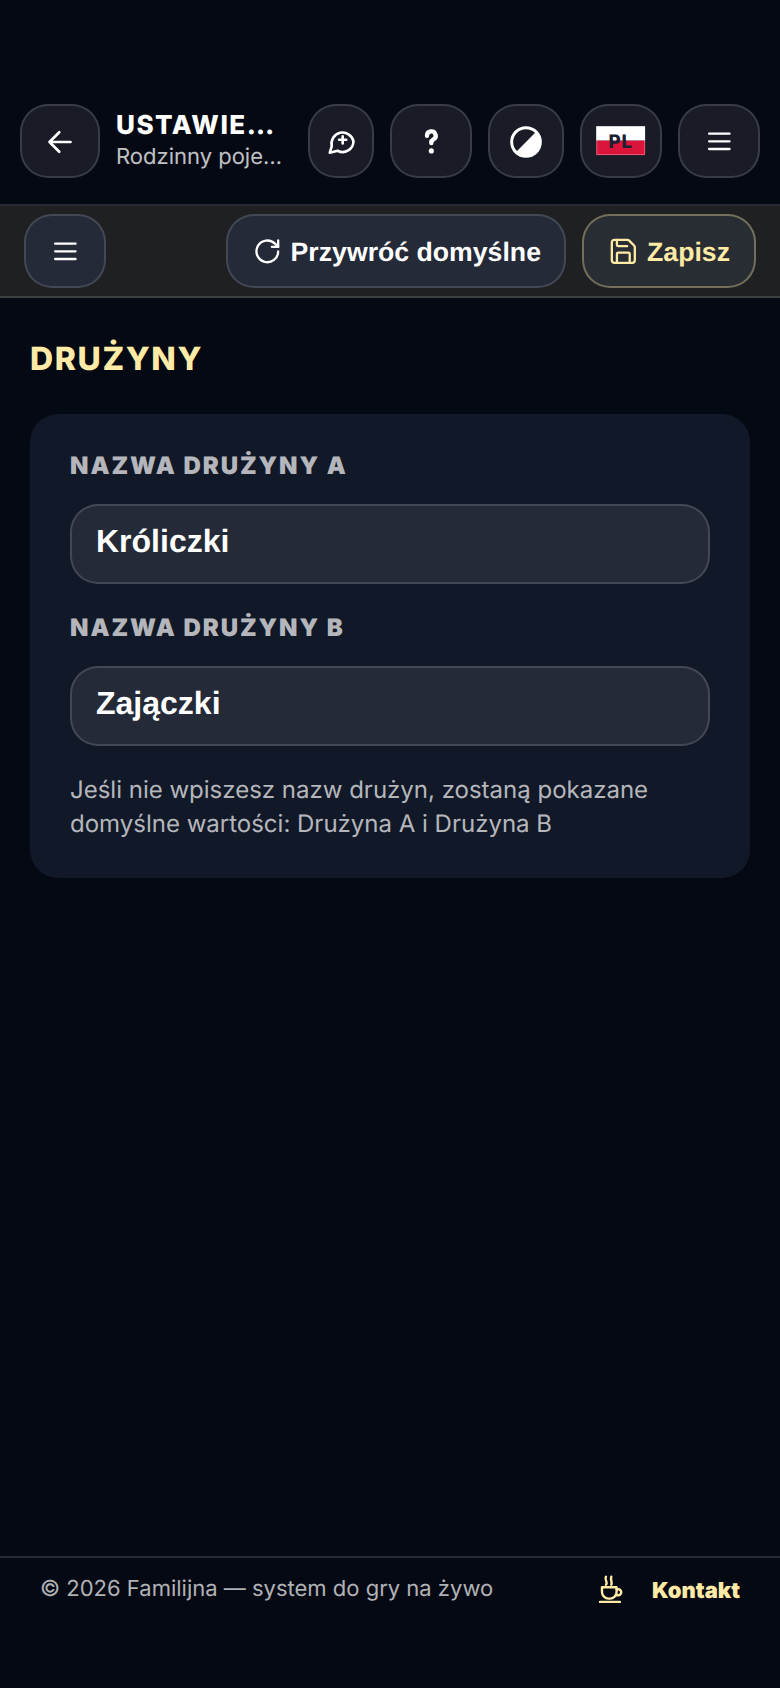 USTAWIE...
Rodzinny poje...
?
PL
Przywróć domyślne
Zapisz
DRUŻYNY
NAZWA DRUŻYNY A
Króliczki
NAZWA DRUŻYNY B
Zajączki
Jeśli nie wpiszesz nazw drużyn, zostaną pokazane
domyślne wartości: Drużyna A i Drużyna B
© 2026 Familijna — system do gry na żywo
Kontakt